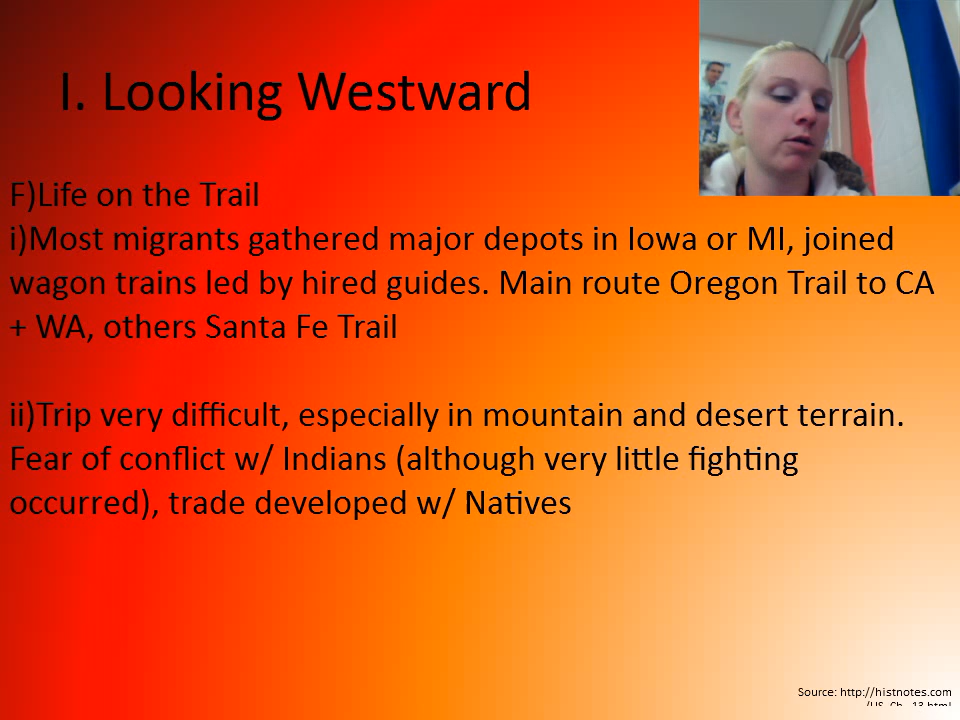 I. Looking Westward
F)Life on the Trail
i)Most migrants gathered major depots in Iowa or MI, joined
wagon trains led by hired guides. Main route Oregon Trail to CA
+ WA, others Santa Fe Trail
ii)Trip very difficult, especially in mountain and desert terrain.
Fear of conflict w/ Indians (although very little fighting
occurred), trade developed w/ Natives
Source: http://histnotes.com
/US_Ch._13.html